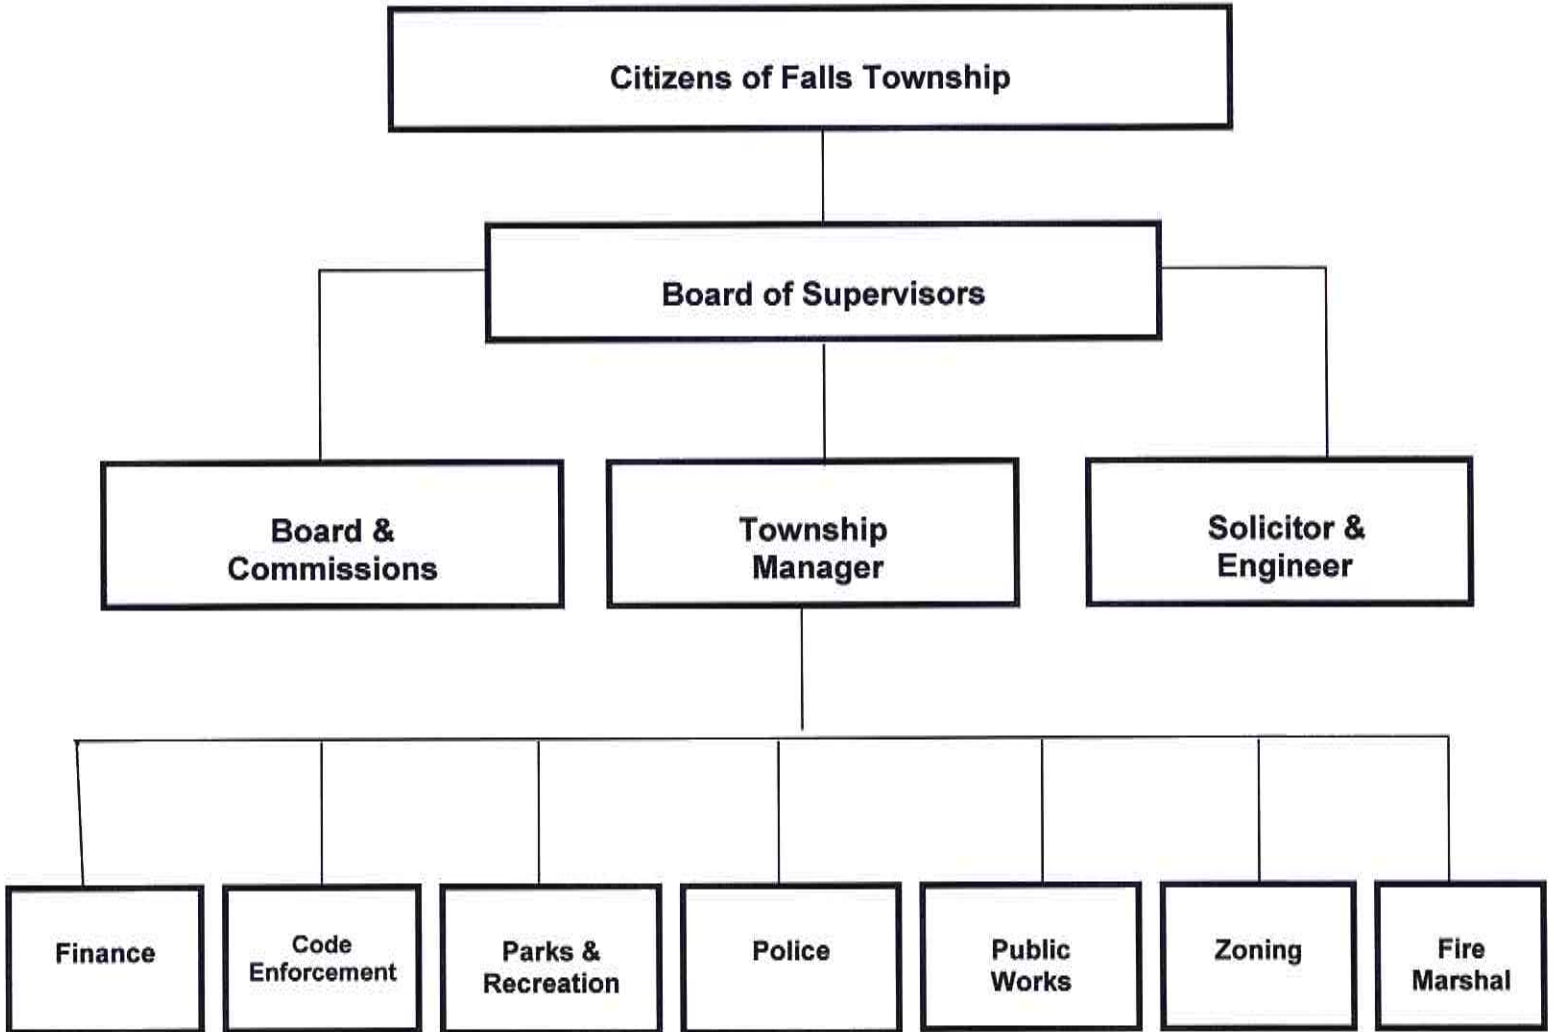 Citizens of Falls Township
Board of Supervisors
Board &
Commissions
Township
Manager
Solicitor &
Engineer
Finance
Code
Enforcement
Parks &
Recreation
Police
Public
Works
Zoning
Fire
Marshal